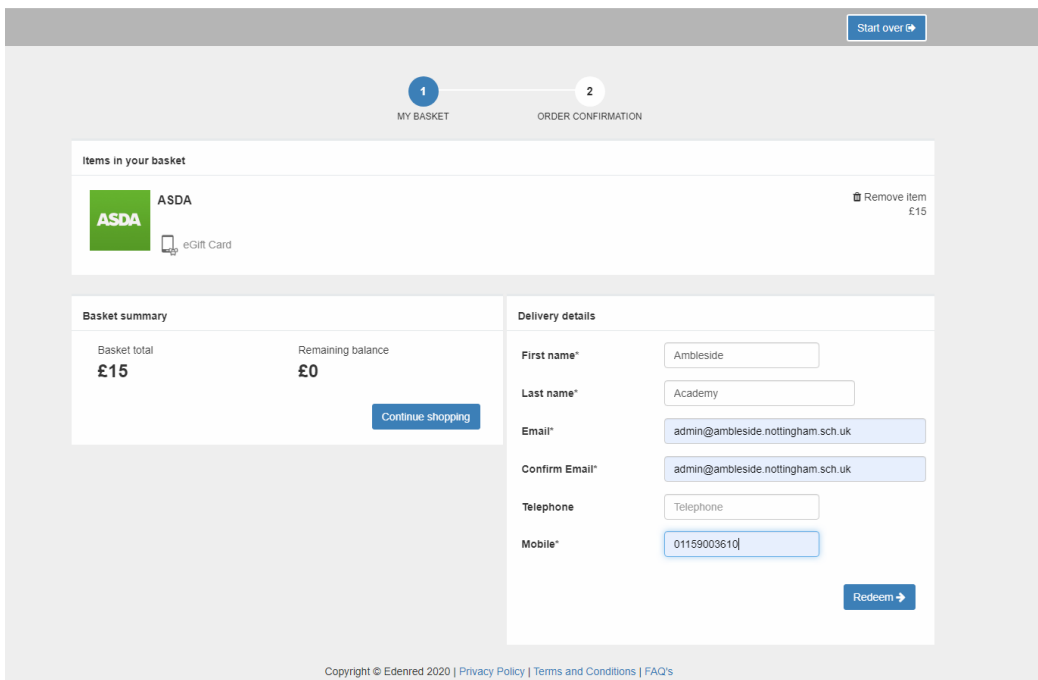 Start over
1
2
MY BASKET
ORDER CONFIRMATION
Items in your basket
ASDA
ASDA
eGift Card
Remove item
£15
Basket summary
Basket total
Remaining balance
£15
£0
Continue shopping
Delivery details
First name*
Ambleside
Last name*
Academy
Email*
admin@ambleside.nottingham.sch.uk
Confirm Email*
admin@ambleside.nottingham.sch.uk
Telephone
Telephone
Mobile*
01159003610
Redeem
Copyright © Edenred 2020 | Privacy Policy | Terms and Conditions | FAQ's